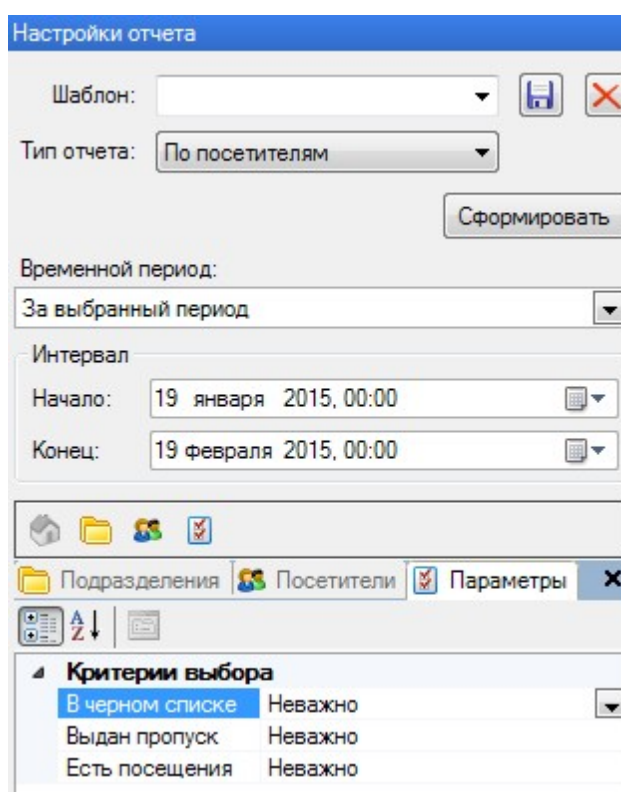 Настройки отчета
Шаблон:
Тип отчета: По посетителям
Сформировать
Временной период:
За выбранный период
Интервал
Начало: 19 января 2015, 00:00
Конец: 19 февраля 2015, 00:00
Подразделения Посетители Параметры
Критерии выбора
В черном списке Неважно
Выдан пропуск Неважно
Есть посещения Неважно